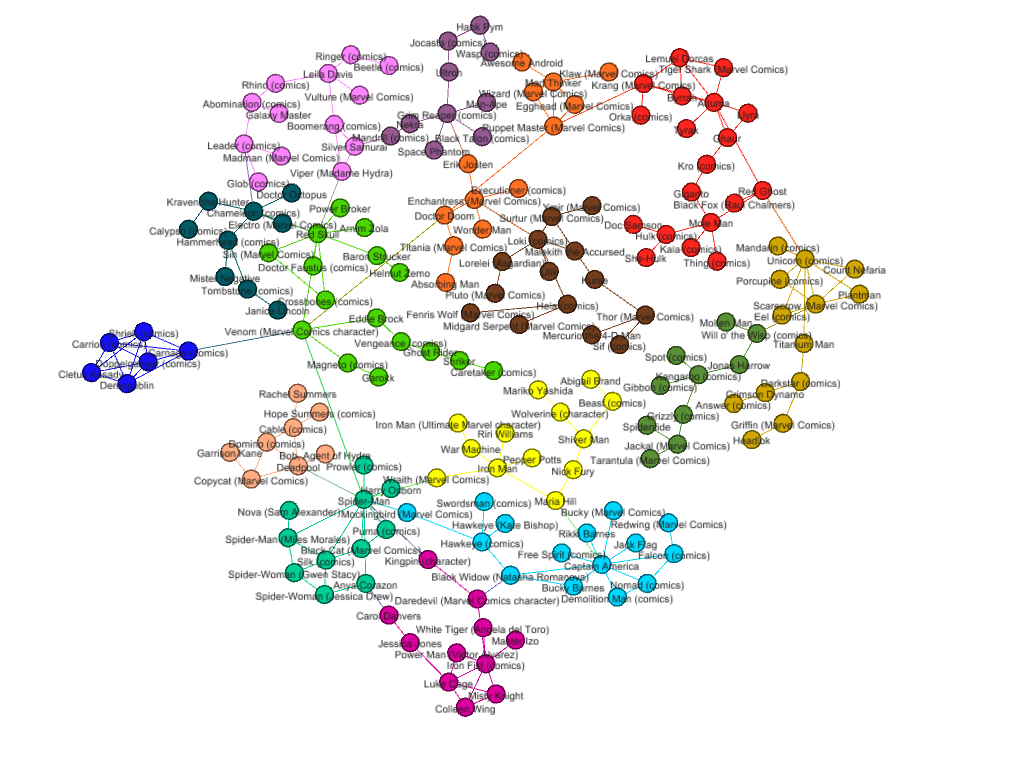 Hank Pym
Jocasta (comics)
Wasp (comics)
Ringer (comics)
Beetle (comics)
Leila Davis
Rhino (comics)
Vulture (Marvel Comics)
Abomination (comics)
Galaxy Master
Boomerang (comics)
Leader (comics)
Silver Samurai
Madman (Marvel Comics)
Viper (Madame Hydra)
Glob (comics)
Ultron
Man-Ape
Grim Reaper (comics)
Nekra
Mandrill (comics)
Black Talon (comics)
Space Phantom
Erik Josten
Awesome Android
Klaw (Marvel Comics)
Mad Thinker
Wizard (Marvel Comics)
Egghead (Marvel Comics)
Puppet Master (Marvel Comics)
Lemuel Dorcas
Tiger Shark (Marvel Comics)
Krang (Marvel Comics)
Byrrah
Attuma
Orka (comics)
Llyra
Tyrak
Ghaur
Kro (comics)
Giganto
Red Ghost
Black Fox (Raul Chalmers)
Mole Man
Doc Samson
Hulk (comics)
Kala (comics)
She-Hulk
Thing (comics)
Doctor Octopus
Kraven the Hunter
Chameleon (comics)
Calypso (comics)
Electro (Marvel Comics)
Hammerhead (comics)
Mister Negative
Tombstone (comics)
Janice Lincoln
Power Broker
Arnim Zola
Red Skull
Sin (Marvel Comics)
Baron Strucker
Doctor Faustus (comics)
Helmut Zemo
Crossbones (comics)
Venom (Marvel Comics character)
Eddie Brock
Vengeance (comics)
Ghost Rider
Caretaker (comics)
Magneto (comics)
Garokk
Executioner (comics)
Enchantress (Marvel Comics)
Doctor Doom
Wonder Man
Titania (Marvel Comics)
Absorbing Man
Ymir (Marvel Comics)
Surtur (Marvel Comics)
Loki (comics)
Malekith the Accursed
Lorelei (Asgardian)
Ulik
Kurse
Pluto (Marvel Comics)
Hela (comics)
Fenris Wolf (Marvel Comics)
Midgard Serpent (Marvel Comics)
Thor (Marvel Comics)
Mercurio the 4-D Man
Sif (comics)
Mandarin (comics)
Unicorn (comics)
Count Nefaria
Porcupine (comics)
Plantman
Scarecrow (Marvel Comics)
Eel (comics)
Titanium Man
Darkstar (comics)
Crimson Dynamo
Griffin (Marvel Comics)
Headlok
Molten Man
Will o' the Wisp (comics)
Jonas Harrow
Spot (comics)
Kangaroo (comics)
Gibbon (comics)
Answer (comics)
Grizzly (comics)
Spidercide
Jackal (Marvel Comics)
Tarantula (Marvel Comics)
Shriek (comics)
Carrion (comics)
Carnage (comics)
Doppelganger (comics)
Cletus Kasady
Demogoblin
Rachel Summers
Hope Summers (comics)
Cable (comics)
Domino (comics)
Garrison Kane
Bob, Agent of Hydra
Deadpool
Copycat (Marvel Comics)
Mariko Yashida
Abigail Brand
Beast (comics)
Wolverine (character)
Iron Man (Ultimate Marvel character)
Riri Williams
Shiver Man
War Machine
Pepper Potts
Iron Man
Nick Fury
Wraith (Marvel Comics)
Maria Hill
Prowler (comics)
Harry Osborn
Spider-Man
Nova (Sam Alexander)
Mockingbird (Marvel Comics)
Puma (comics)
Spider-Man (Miles Morales)
Black Cat (Marvel Comics)
Silk (comics)
Spider-Woman (Gwen Stacy)
Anya Corazon
Spider-Woman (Jessica Drew)
Swordsman (comics)
Hawkeye (Kate Bishop)
Hawkeye (comics)
Black Widow (Natasha Romanova)
Bucky (Marvel Comics)
Redwing (Marvel Comics)
Rikki Barnes
Jack Flag
Free Spirit (comics)
Falcon (comics)
Captain America
Bucky Barnes
Nomad (comics)
Demolition Man (comics)
Kingpin (character)
Daredevil (Marvel Comics character)
Carol Danvers
White Tiger (Angela del Toro)
Jessica Jones
Master Izo
Power Man (Victor Alvarez)
Iron Fist (comics)
Luke Cage
Misty Knight
Colleen Wing